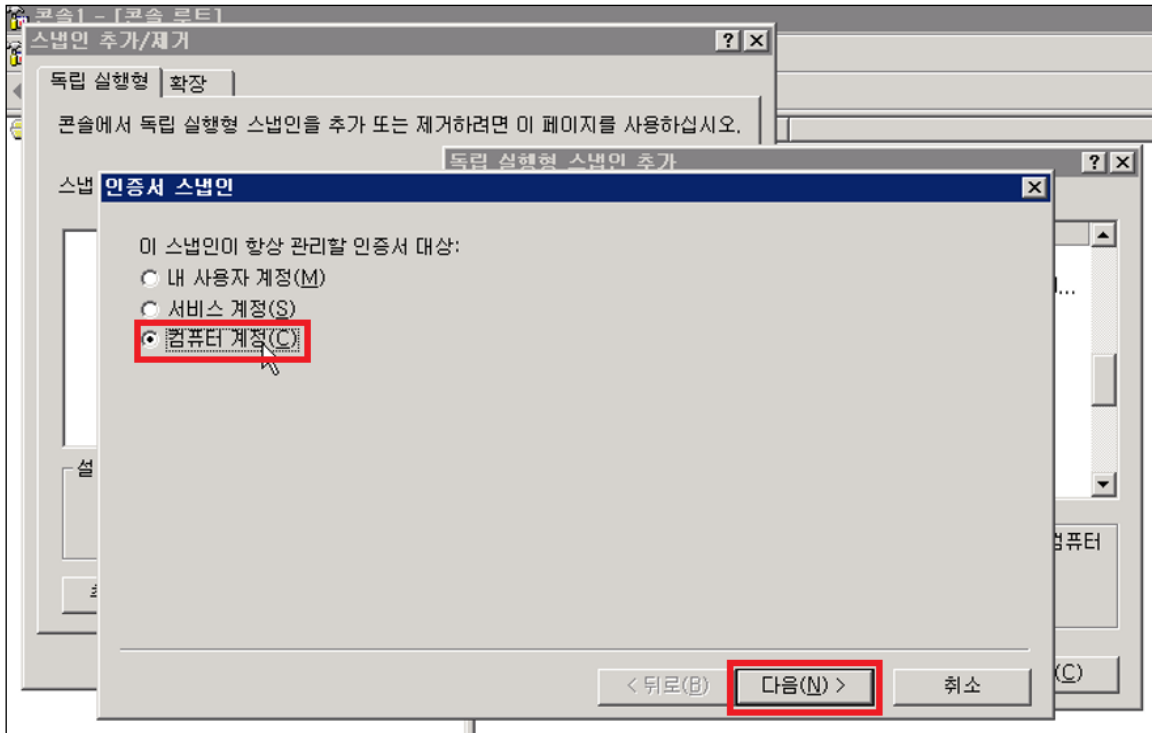 콘솔1 - [콘솔 루트]
스냅인 추가/제거
독립 실행형
확장
콘솔에서 독립 실행형 스냅인을 추가 또는 제거하려면 이 페이지를 사용하십시오.
독립 실행형 스냅인 추가
스냅
인증서 스냅인
이 스냅인이 항상 관리할 인증서 대상:
내 사용자 계정(M)
서비스 계정(S)
컴퓨터 계정(C)
설
컴퓨터
< 뒤로(B)
다음(N) >
취소
(C)